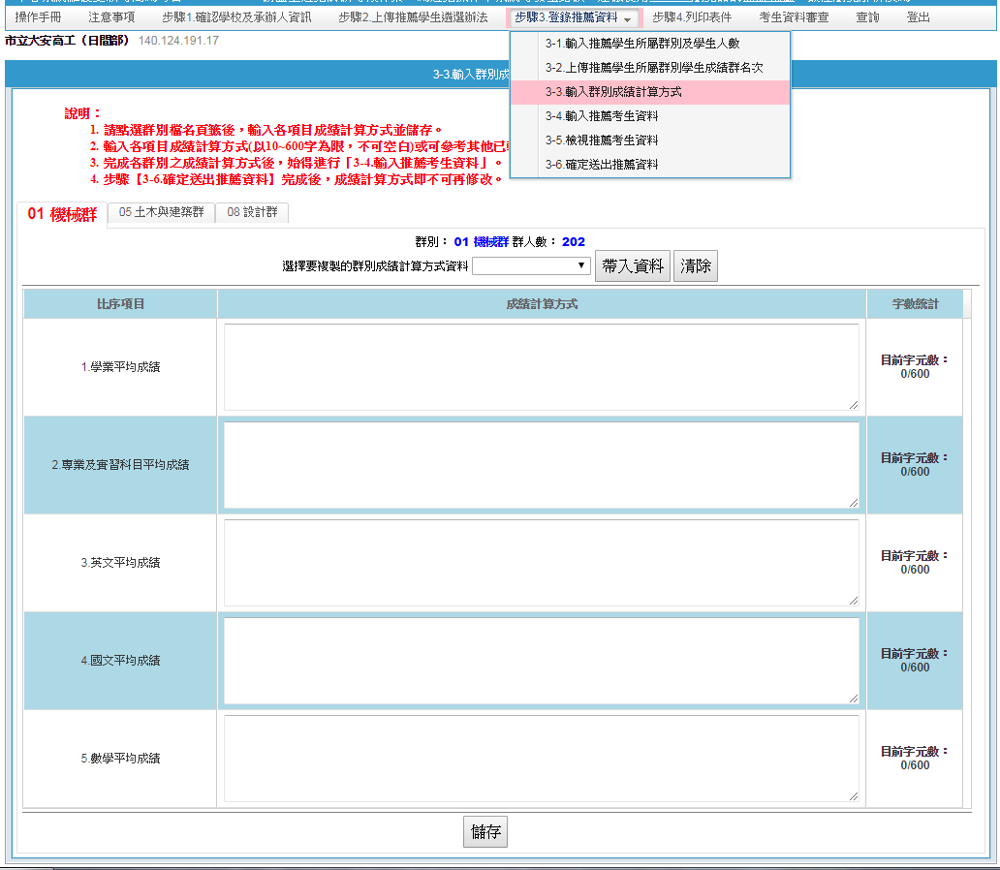 操作手冊 注意事項 步驟1.確認學校及承辦人資訊 步驟2.上傳推薦學生遴選辦法 步驟3.登錄推薦資料 步驟4.列印表件 考生資料審查 查詢 登出
市立大安高工（日間部） 140.124.191.17
3-1.輸入推薦學生所屬群別及學生人數
3-2.上傳推薦學生所屬群別學生成績群名次
3-3.輸入群別成績計算方式
3-4.輸入推薦考生資料
3-5.檢視推薦考生資料
3-6.確定送出推薦資料
3-3.輸入群別成
說明：
1. 請點選群別檔名頁籤後，輸入各項目成績計算方式並儲存。
2. 輸入各項目成績計算方式(以10~600字為限，不可空白)或可參考其他已
3. 完成各群別之成績計算方式後，始得進行「3-4.輸入推薦考生資料」。
4. 步驟【3-6.確定送出推薦資料】完成後，成績計算方式即不可再修改。
01 機械群 05 土木與建築群 08 設計群
群別： 01 機械群 群人數： 202
選擇要複製的群別成績計算方式資料 帶入資料 清除
比序項目 成績計算方式 字數統計
1.學業平均成績 目前字元數：
0/600
2.專業及實習科目平均成績 目前字元數：
0/600
3.英文平均成績 目前字元數：
0/600
4.國文平均成績 目前字元數：
0/600
5.數學平均成績 目前字元數：
0/600
儲存